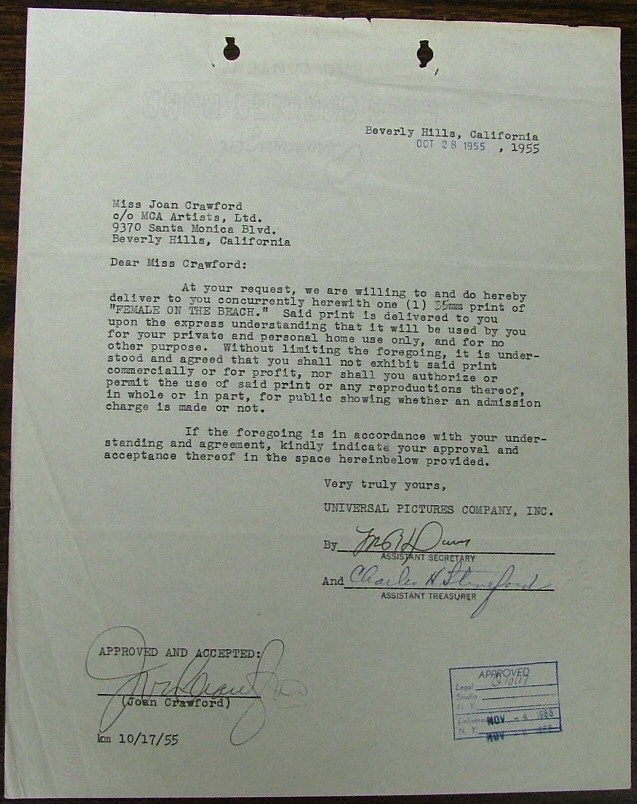 Beverly Hills, California
OCT 28 1955 , 1955
Miss Joan Crawford
c/o MCA Artists, Ltd.
9370 Santa Monica Blvd.
Beverly Hills, California
Dear Miss Crawford:
At your request, we are willing to and do hereby
deliver to you concurrently herewith one (1) 35mm print of
"FEMALE ON THE BEACH." Said print is delivered to you
upon the express understanding that it will be used by you
for your private and personal home use only, and for no
other purpose. Without limiting the foregoing, it is under-
stood and agreed that you shall not exhibit said print
commercially or for profit, nor shall you authorize or
permit the use of said print or any reproductions thereof,
in whole or in part, for public showing whether an admission
charge is made or not.
If the foregoing is in accordance with your under-
standing and agreement, kindly indicate your approval and
acceptance thereof in the space hereinbelow provided.
Very truly yours,
UNIVERSAL PICTURES COMPANY, INC.
By
ASSISTANT SECRETARY
And Charles H
ASSISTANT TREASURER
APPROVED AND ACCEPTED:
Joan Crawford
(Joan Crawford)
km 10/17/55
APPROVED
Legal
Studio
N. Y.
NOV - 4 1955
N. Y.
NOV